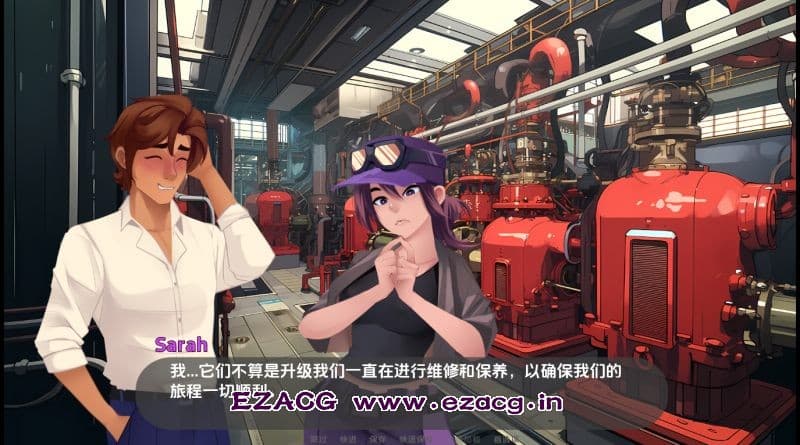 Sarah
我...它们不算是升级我们一直在进行维修和保养，以确保我们的
旅程一切顺利
EZACG www.ezacg.in